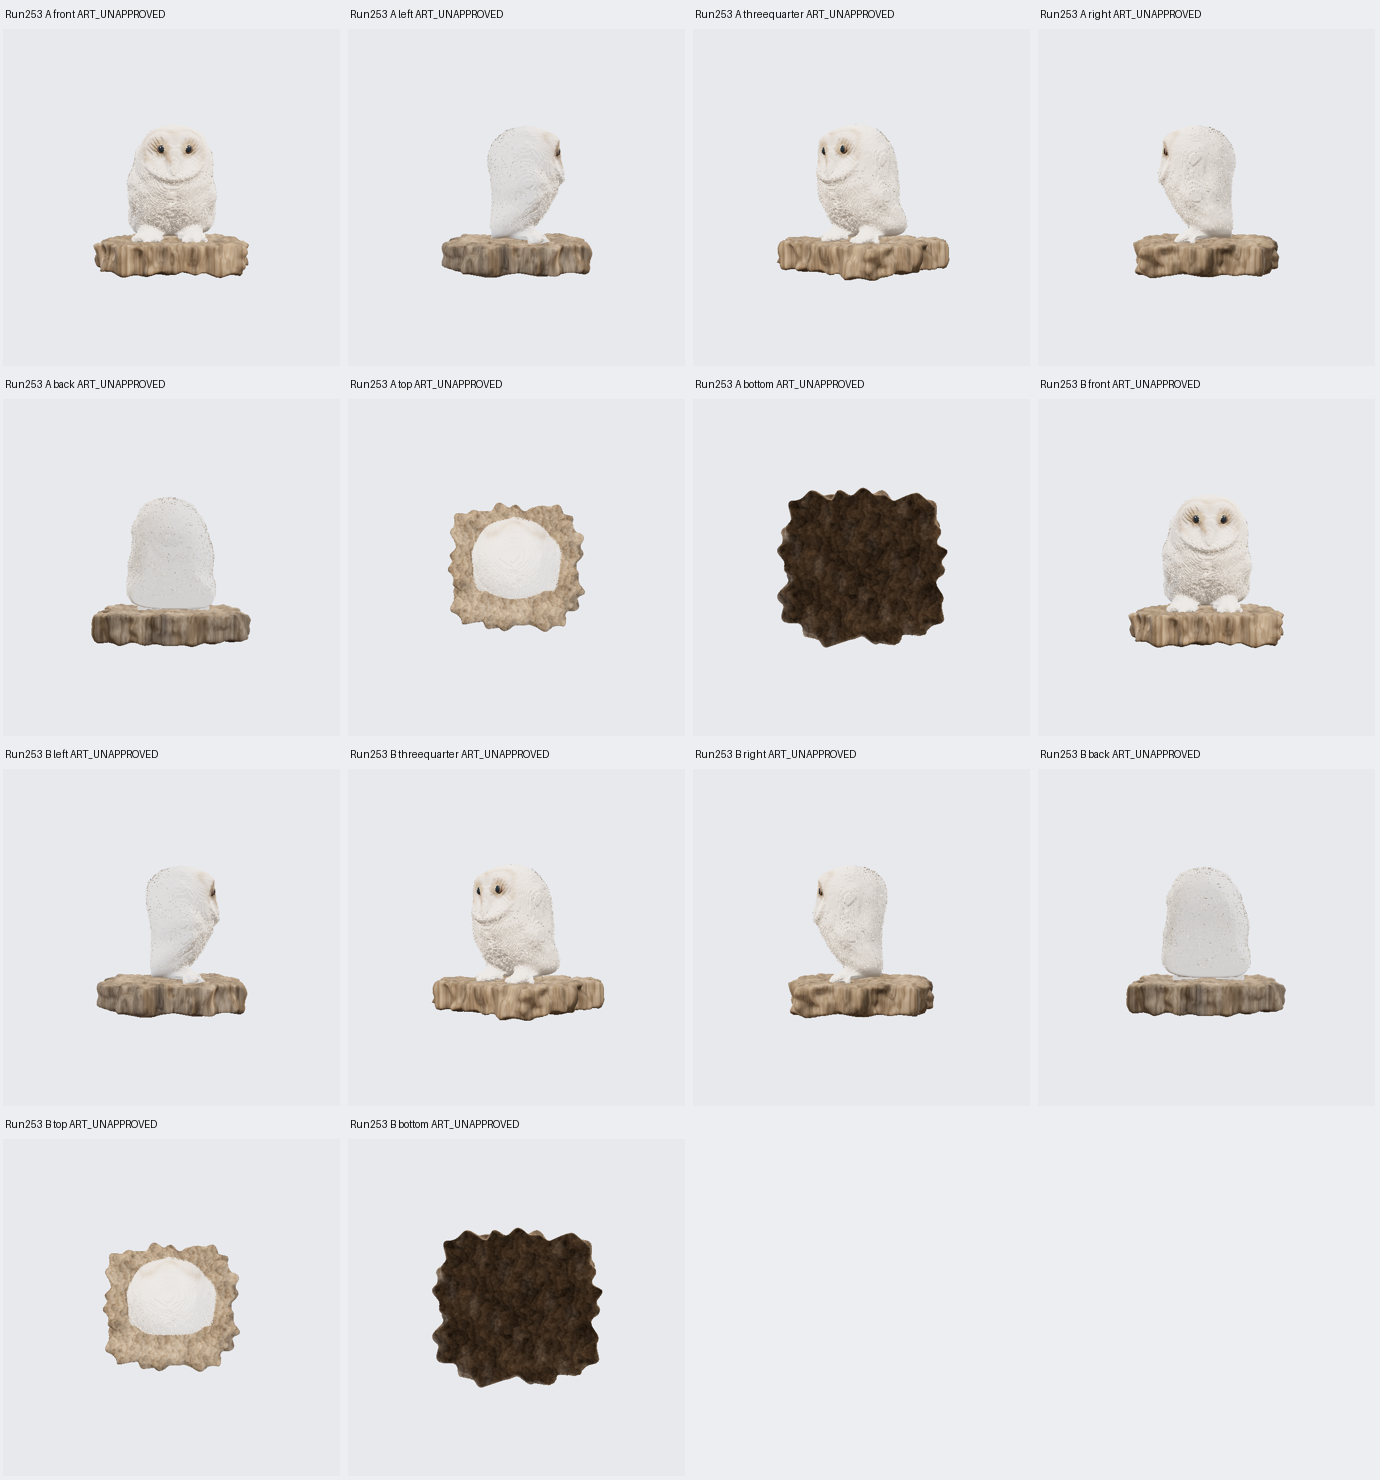 Run253 A front ART_UNAPPROVED
Run253 A left ART_UNAPPROVED
Run253 A threequarter ART_UNAPPROVED
Run253 A right ART_UNAPPROVED
Run253 A back ART_UNAPPROVED
Run253 A top ART_UNAPPROVED
Run253 A bottom ART_UNAPPROVED
Run253 B front ART_UNAPPROVED
Run253 B left ART_UNAPPROVED
Run253 B threequarter ART_UNAPPROVED
Run253 B right ART_UNAPPROVED
Run253 B back ART_UNAPPROVED
Run253 B top ART_UNAPPROVED
Run253 B bottom ART_UNAPPROVED